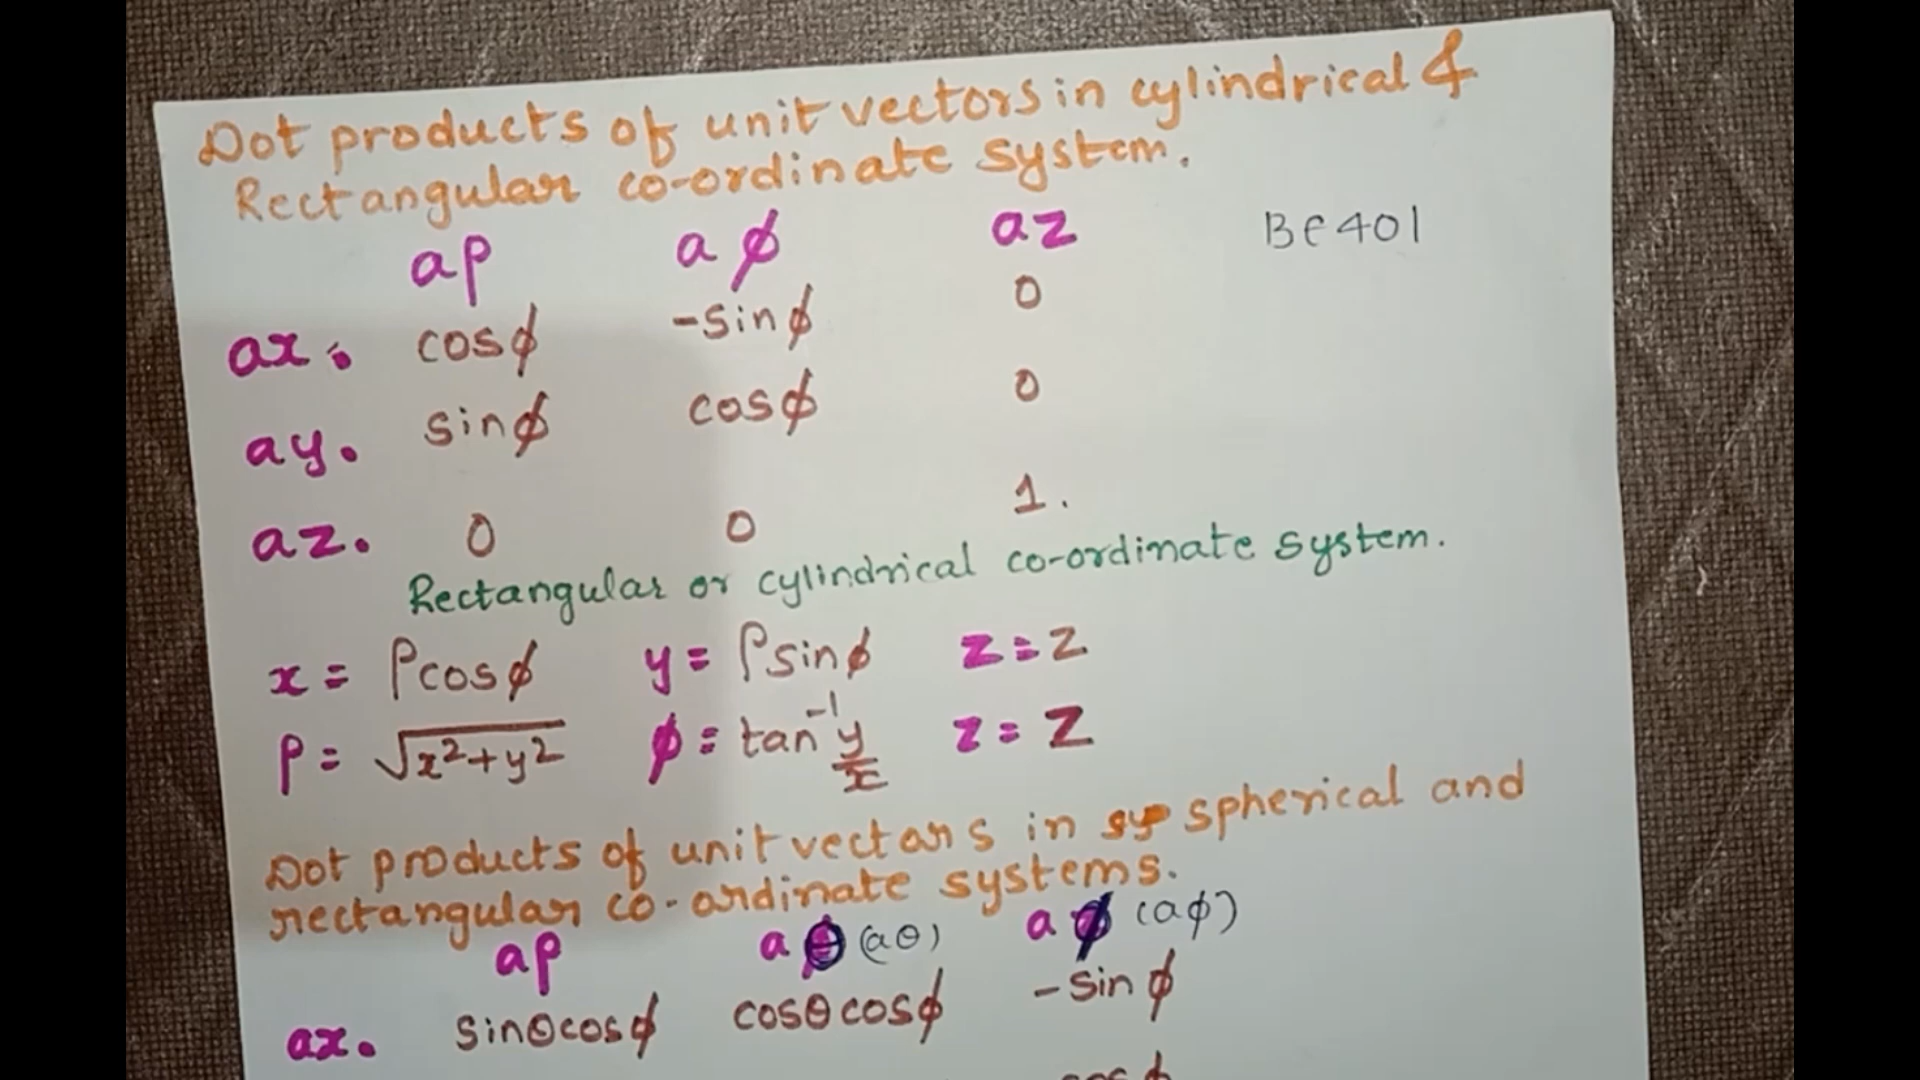 Dot products of unit vectors in cylindrical &
Rectangular co-ordinate system.
aρ aϕ az BC401
ax. cosϕ -sinϕ 0
ay. sinϕ cosϕ 0
az. 0 0 1.
Rectangular or cylindrical co-ordinate system.
x = ρcosϕ y = ρsinϕ z = z
ρ = √x²+y² ϕ = tan⁻¹ y/x z = z
Dot products of unit vectors in sp spherical and
rectangular co-ordinate systems.
aρ aθ (aθ) aϕ (aϕ)
ax. sinθcosϕ cosθcosϕ -sinϕ